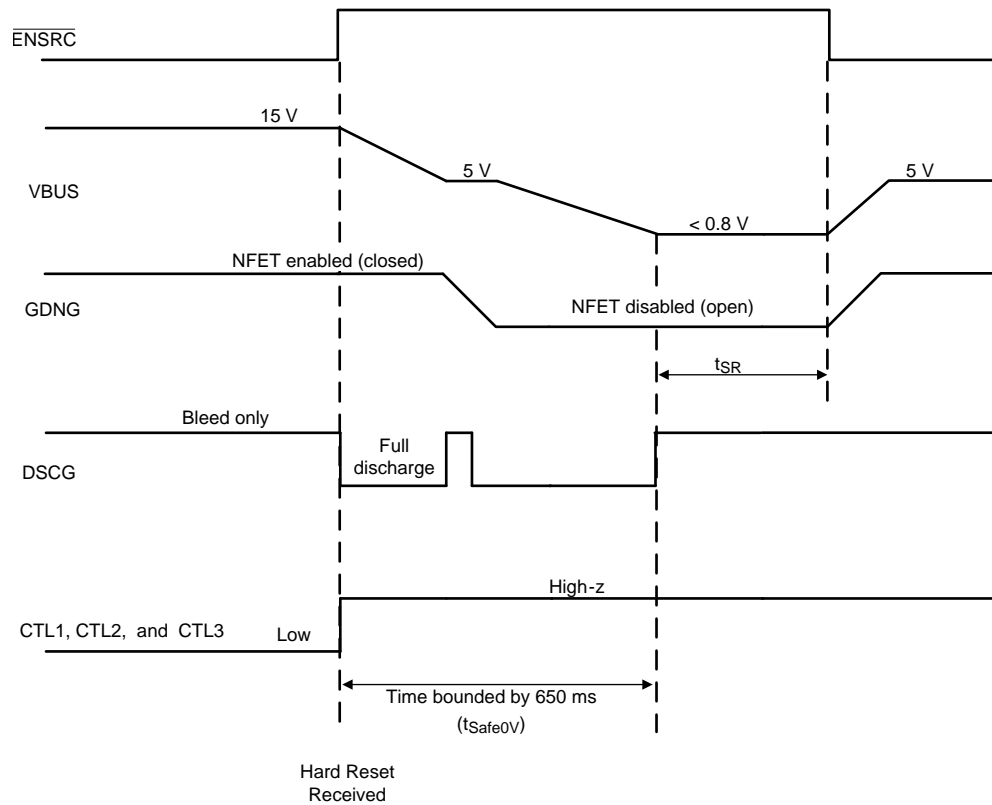 ENSRC
15 V
5 V
5 V
VBUS
< 0.8 V
NFET enabled (closed)
GDNG
NFET disabled (open)
tSR
Bleed only
Full
discharge
DSCG
High-z
CTL1, CTL2, and CTL3
Low
Time bounded by 650 ms
(tSafe0V)
Hard Reset
Received